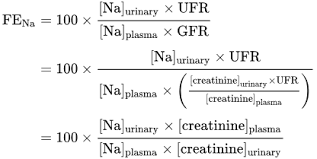 FE_Na = 100 × [Na]_urinary × UFR / [Na]_plasma × GFR
= 100 × [Na]_urinary × UFR / [Na]_plasma × ( [creatinine]_urinary × UFR / [creatinine]_plasma )
= 100 × [Na]_urinary × [creatinine]_plasma / [Na]_plasma × [creatinine]_urinary